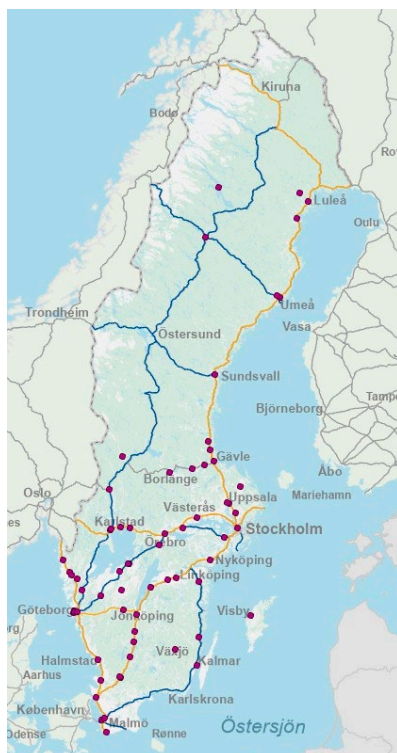 Kiruna
Bodø
Luleå
Oulu
Umeå
Vasa
Trondheim
Östersund
Sundsvall
Björneborg
Gävle
Åbo
Borlänge
Mariehamn
Oslo
Uppsala
Västerås
Karlstad
Stockholm
Örebro
Nyköping
Linköping
Göteborg
Jönköping
Visby
Halmstad
Växjö
Kalmar
Aarhus
Karlskrona
København
Malmö
Östersjön
Odense
Rønne